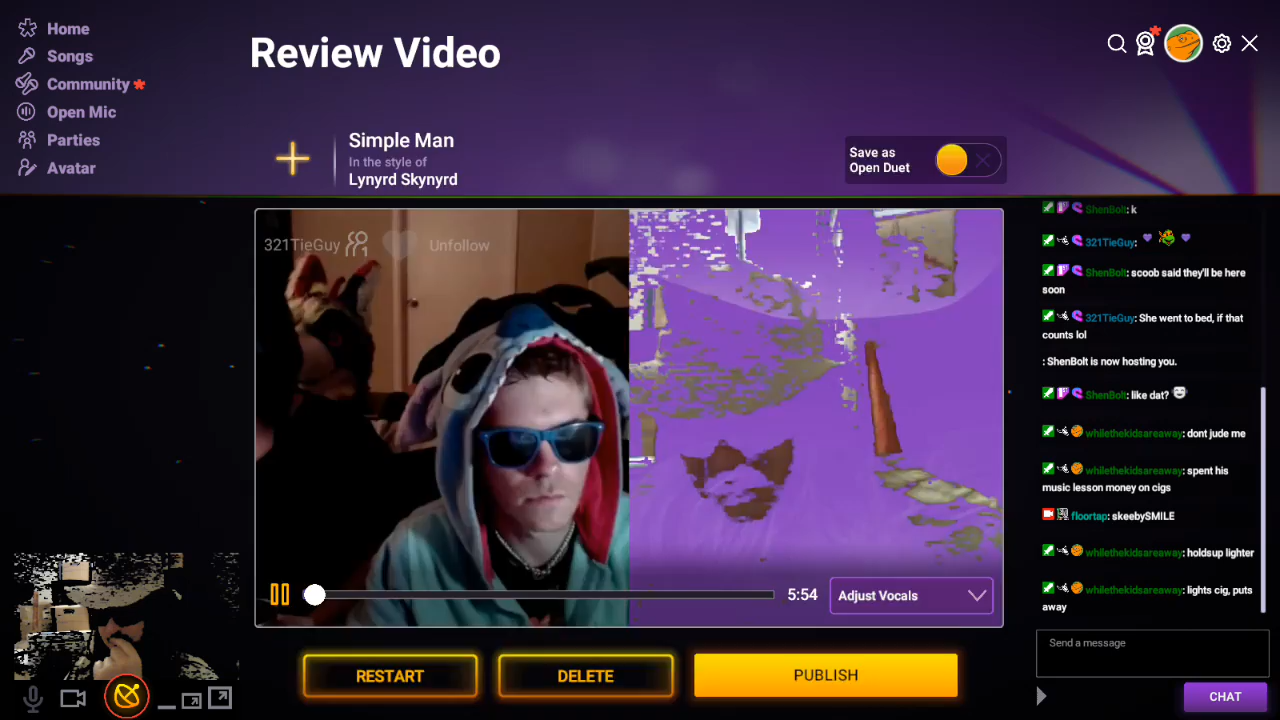 Home
Songs
Community
Open Mic
Parties
Avatar
Review Video
Simple Man
In the style of
Lynyrd Skynyrd
Save as
Open Duet
321TieGuy
Unfollow
5:54
Adjust Vocals
RESTART
DELETE
PUBLISH
ShenBolt: k
321TieGuy:
ShenBolt: scoob said they'll be here
soon
321TieGuy: She went to bed, if that
counts lol
: ShenBolt is now hosting you.
ShenBolt: like dat?
whilethekidsareaway: dont jude me
whilethekidsareaway: spent his
music lesson money on cigs
floortap: skeebySMILE
whilethekidsareaway: holdsup lighter
whilethekidsareaway: lights cig, puts
away
Send a message
CHAT